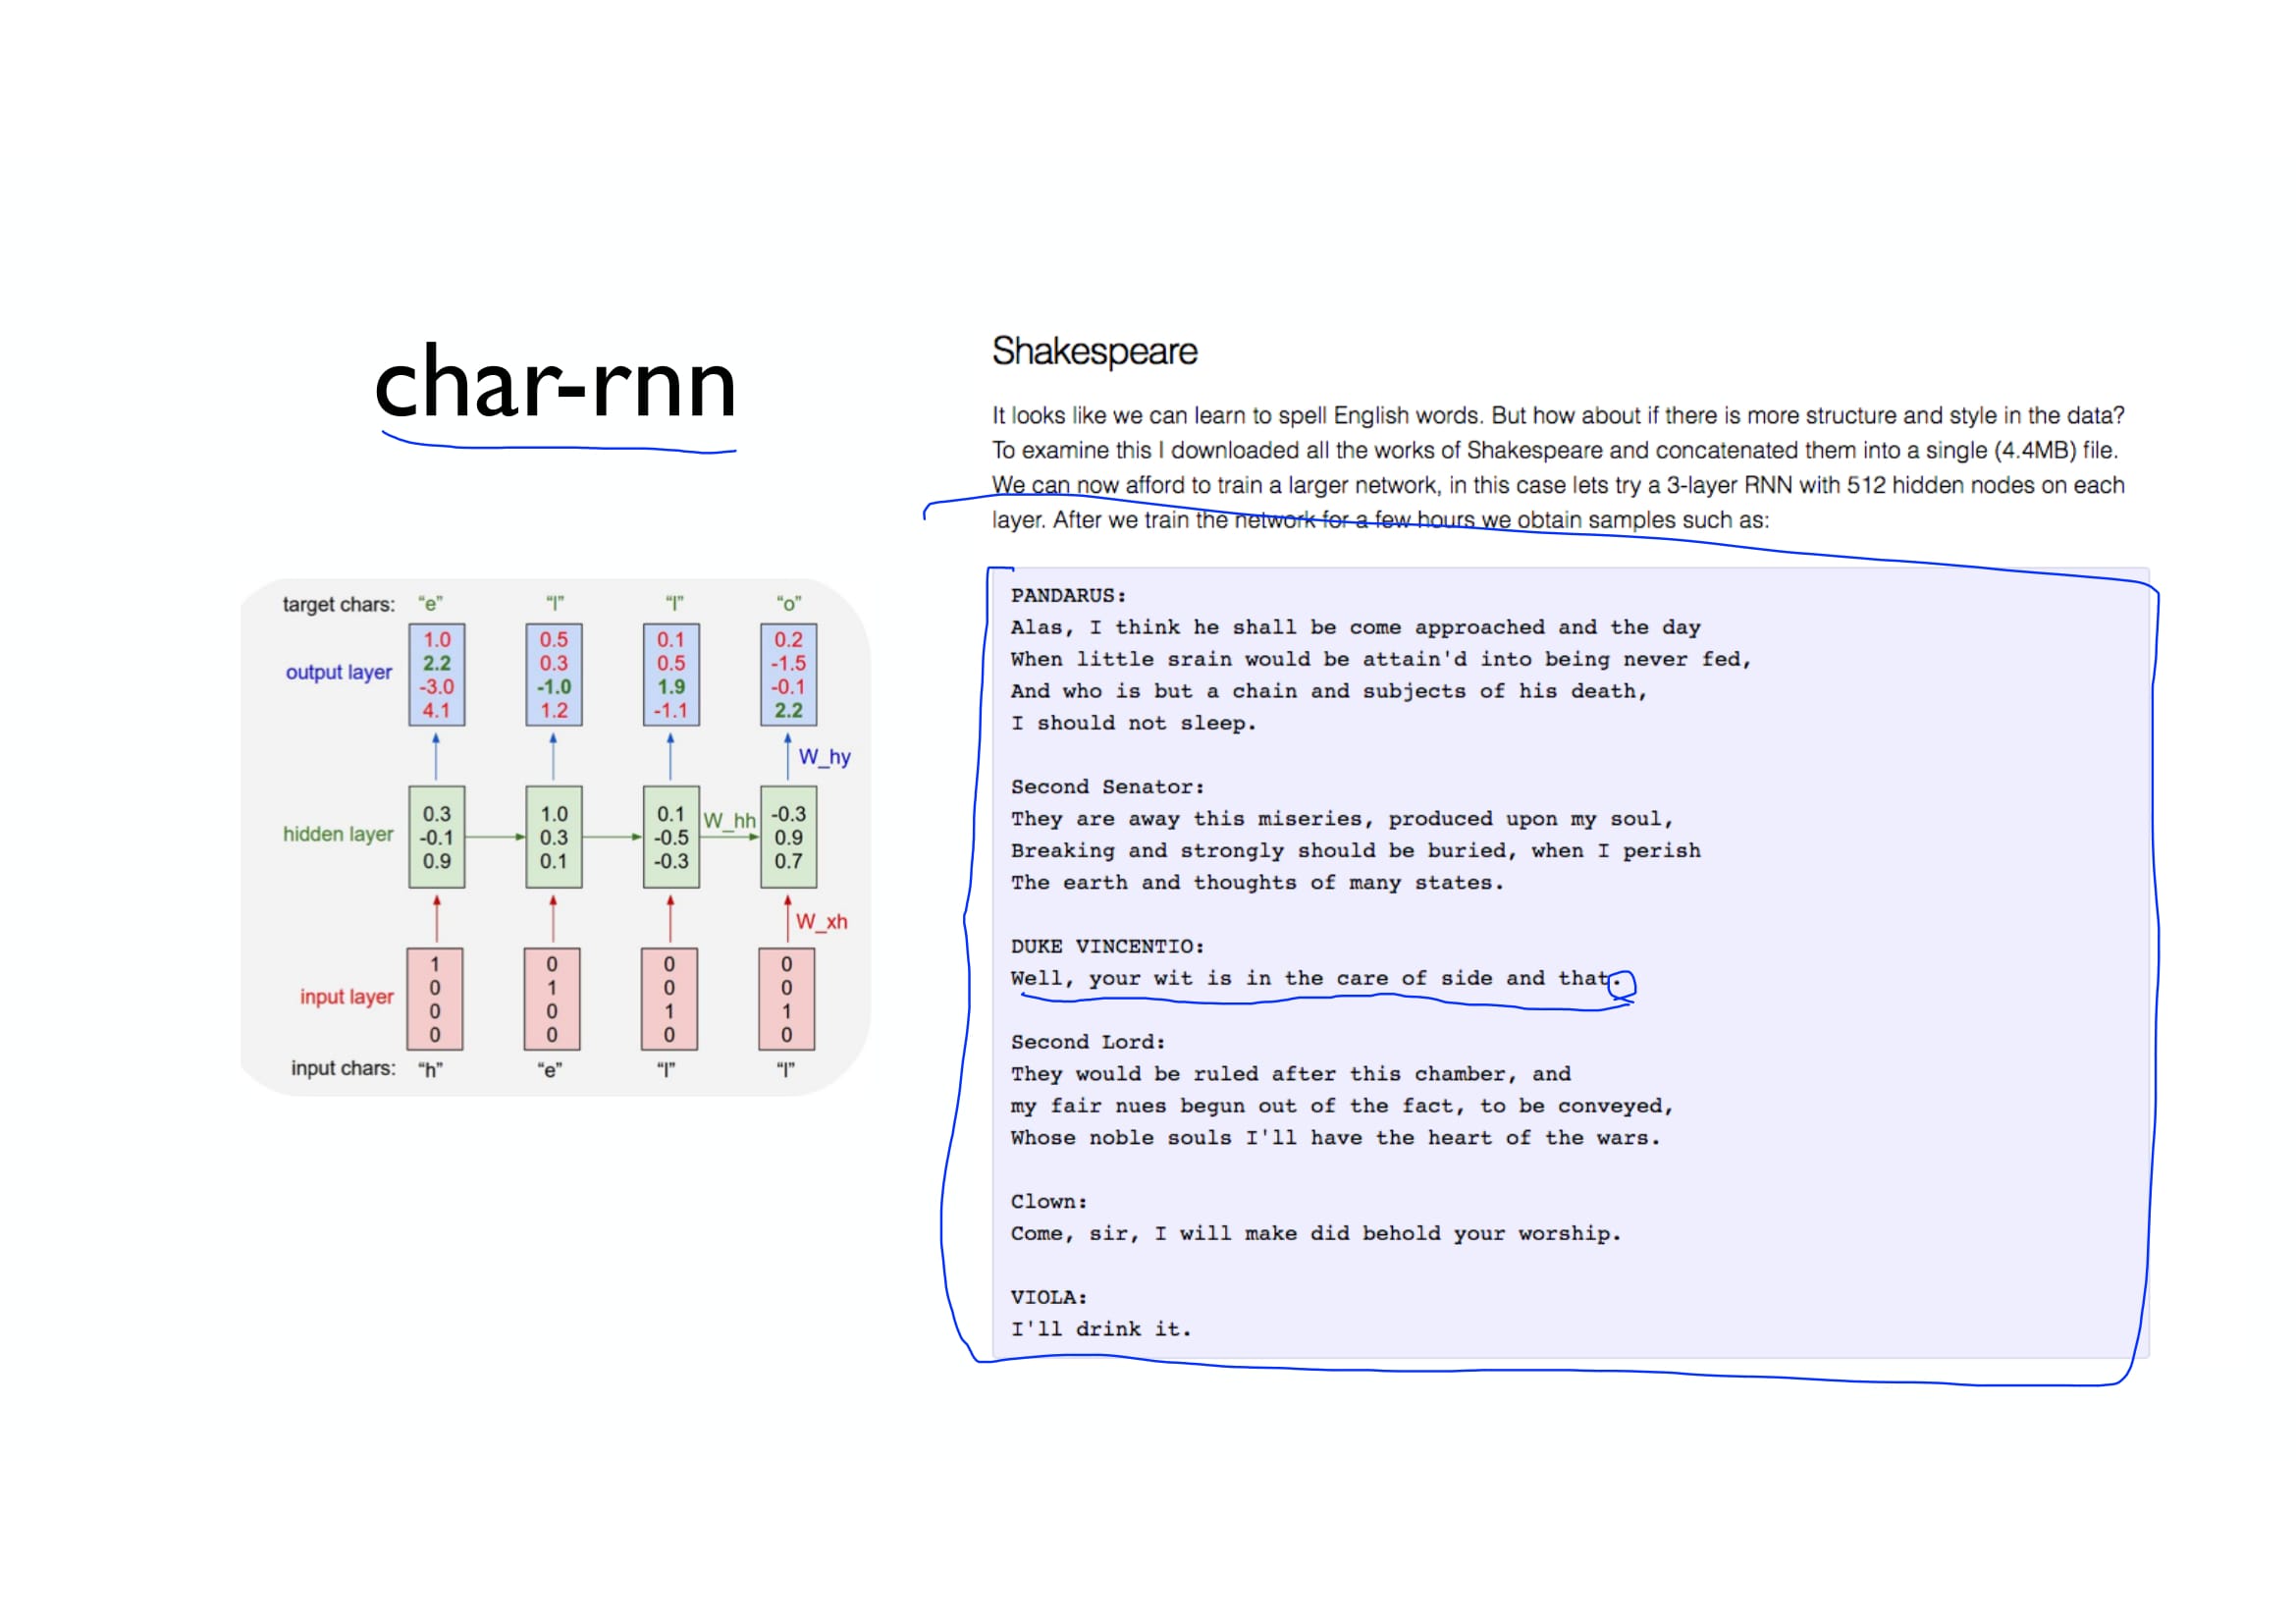 char-rnn
target chars: “e” “l” “l” “o”
1.0 0.5 0.1 0.2
2.2 0.3 0.5 -1.5
output layer
-3.0 -1.0 1.9 -0.1
4.1 1.2 -1.1 2.2
W_hy
0.3 1.0 0.1 W_hh -0.3
hidden layer -0.1 0.3 -0.5 0.9
0.9 0.1 -0.3 0.7
W_xh
1 0 0 0
0 1 0 0
input layer
0 0 1 1
0 0 0 0
input chars: “h” “e” “l” “l”
Shakespeare
It looks like we can learn to spell English words. But how about if there is more structure and style in the data?
To examine this I downloaded all the works of Shakespeare and concatenated them into a single (4.4MB) file.
We can now afford to train a larger network, in this case lets try a 3-layer RNN with 512 hidden nodes on each
layer. After we train the network for a few hours we obtain samples such as:
PANDARUS:
Alas, I think he shall be come approached and the day
When little srain would be attain'd into being never fed,
And who is but a chain and subjects of his death,
I should not sleep.
Second Senator:
They are away this miseries, produced upon my soul,
Breaking and strongly should be buried, when I perish
The earth and thoughts of many states.
DUKE VINCENTIO:
Well, your wit is in the care of side and that.
Second Lord:
They would be ruled after this chamber, and
my fair nues begun out of the fact, to be conveyed,
Whose noble souls I'll have the heart of the wars.
Clown:
Come, sir, I will make did behold your worship.
VIOLA:
I'll drink it.